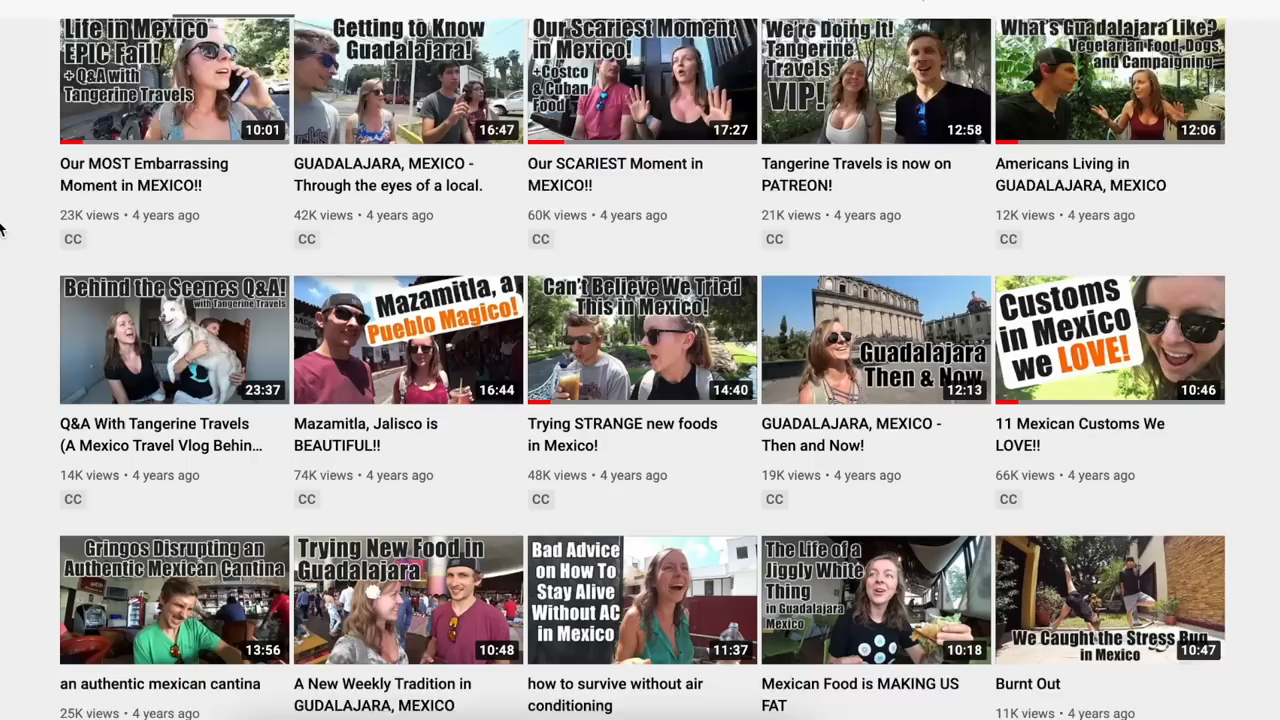 Life in Mexico
EPIC Fail!
+ Q&A with
Tangerine Travels
10:01
Getting to Know
Guadalajara!
16:47
Our Scariest Moment
in Mexico!
+Costco
& Cuban
Food
17:27
We're Doing It!
Tangerine
Travels
VIP!
12:58
What's Guadalajara Like?
Vegetarian Food, Dogs,
and Campaigning
12:06
Our MOST Embarrassing
Moment in MEXICO!!
23K views • 4 years ago
CC
GUADALAJARA, MEXICO -
Through the eyes of a local.
42K views • 4 years ago
CC
Our SCARIEST Moment in
MEXICO!!
60K views • 4 years ago
CC
Tangerine Travels is now on
PATREON!
21K views • 4 years ago
CC
Americans Living in
GUADALAJARA, MEXICO
12K views • 4 years ago
CC
Behind the Scenes Q&A!
with Tangerine Travels
23:37
Mazamitla, a
Pueblo Magico!
16:44
Can't Believe We Tried
This in Mexico!
14:40
Guadalajara
Then & Now
12:13
Customs
in Mexico
we LOVE!
10:46
Q&A With Tangerine Travels
(A Mexico Travel Vlog Behin...
14K views • 4 years ago
CC
Mazamitla, Jalisco is
BEAUTIFUL!!
74K views • 4 years ago
CC
Trying STRANGE new foods
in Mexico!
48K views • 4 years ago
CC
GUADALAJARA, MEXICO -
Then and Now!
19K views • 4 years ago
CC
11 Mexican Customs We
LOVE!!
66K views • 4 years ago
CC
Gringos Disrupting an
Authentic Mexican Cantina
13:56
Trying New Food in
Guadalajara
10:48
Bad Advice
on How To
Stay Alive
Without AC
in Mexico
11:37
The Life of a
Jiggly White
Thing
in Guadalajara
Mexico
10:18
We Caught the Stress Bug
in Mexico
10:47
an authentic mexican cantina
25K views • 4 years ago
A New Weekly Tradition in
GUDALAJARA, MEXICO
how to survive without air
conditioning
Mexican Food is MAKING US
FAT
Burnt Out
11K views • 4 years ago